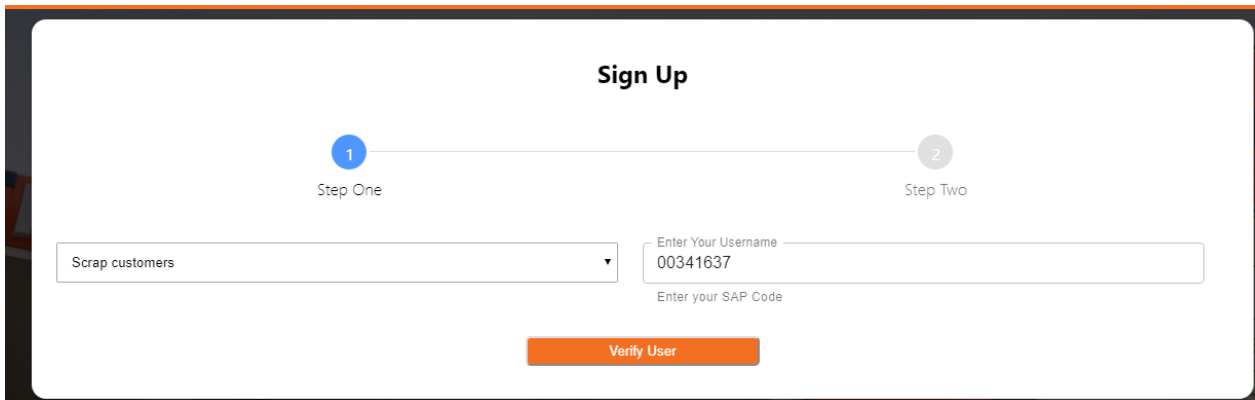 Sign Up
1
2
Step One
Step Two
Scrap customers
Enter Your Username
00341637
Enter your SAP Code
Verify User